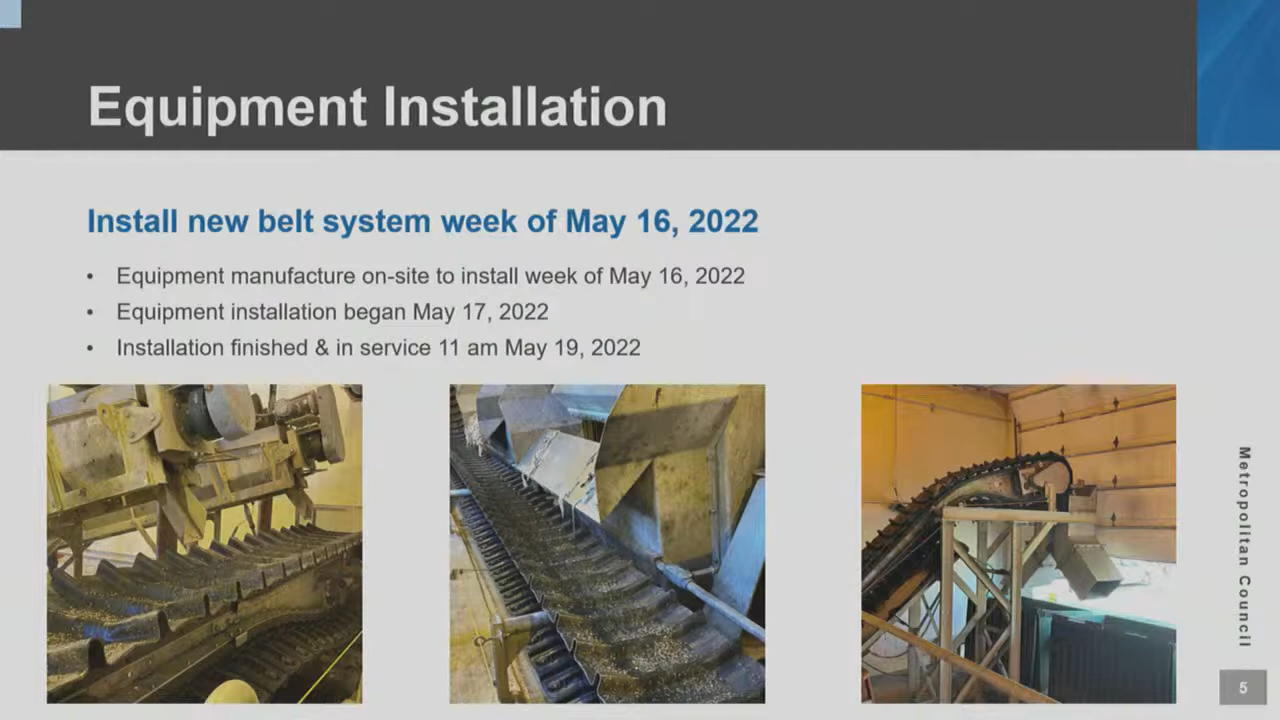 Equipment Installation
Install new belt system week of May 16, 2022
• Equipment manufacture on-site to install week of May 16, 2022
• Equipment installation began May 17, 2022
• Installation finished & in service 11 am May 19, 2022
Metropolitan Council
5